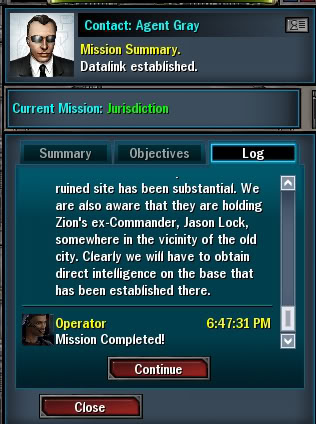 Contact: Agent Gray
Mission Summary.
Datalink established.
Current Mission: Jurisdiction
Summary
Objectives
Log
ruined site has been substantial. We
are also aware that they are holding
Zion's ex-Commander, Jason Lock,
somewhere in the vicinity of the old
city. Clearly we will have to obtain
direct intelligence on the base that
has been established there.
Operator 6:47:31 PM
Mission Completed!
Continue
Close